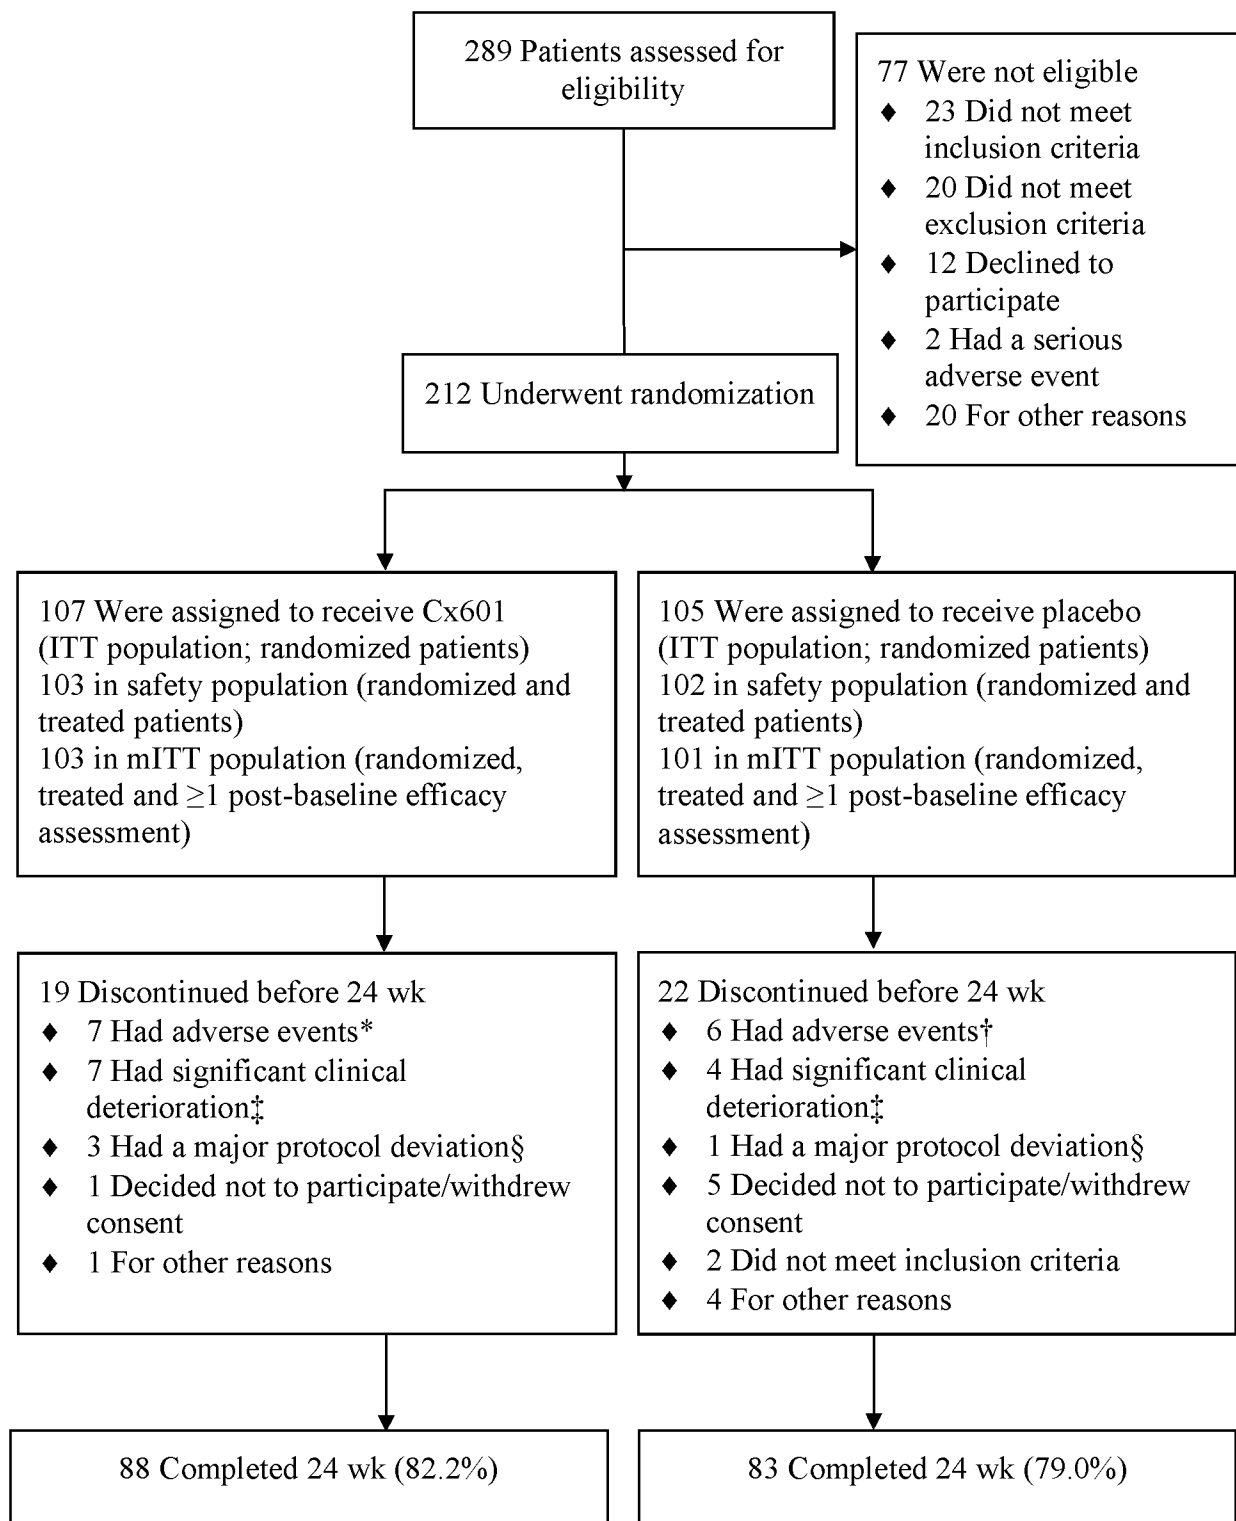 289 Patients assessed for
eligibility
77 Were not eligible
♦ 23 Did not meet
inclusion criteria
♦ 20 Did not meet
exclusion criteria
♦ 12 Declined to
participate
♦ 2 Had a serious
adverse event
♦ 20 For other reasons
212 Underwent randomization
107 Were assigned to receive Cx601
(ITT population; randomized patients)
103 in safety population (randomized and
treated patients)
103 in mITT population (randomized,
treated and ≥1 post-baseline efficacy
assessment)
105 Were assigned to receive placebo
(ITT population; randomized patients)
102 in safety population (randomized and
treated patients)
101 in mITT population (randomized,
treated and ≥1 post-baseline efficacy
assessment)
19 Discontinued before 24 wk
♦ 7 Had adverse events*
♦ 7 Had significant clinical
deterioration‡
♦ 3 Had a major protocol deviation§
♦ 1 Decided not to participate/withdrew
consent
♦ 1 For other reasons
22 Discontinued before 24 wk
♦ 6 Had adverse events†
♦ 4 Had significant clinical
deterioration‡
♦ 1 Had a major protocol deviation§
♦ 5 Decided not to participate/withdrew
consent
♦ 2 Did not meet inclusion criteria
♦ 4 For other reasons
88 Completed 24 wk (82.2%)
83 Completed 24 wk (79.0%)